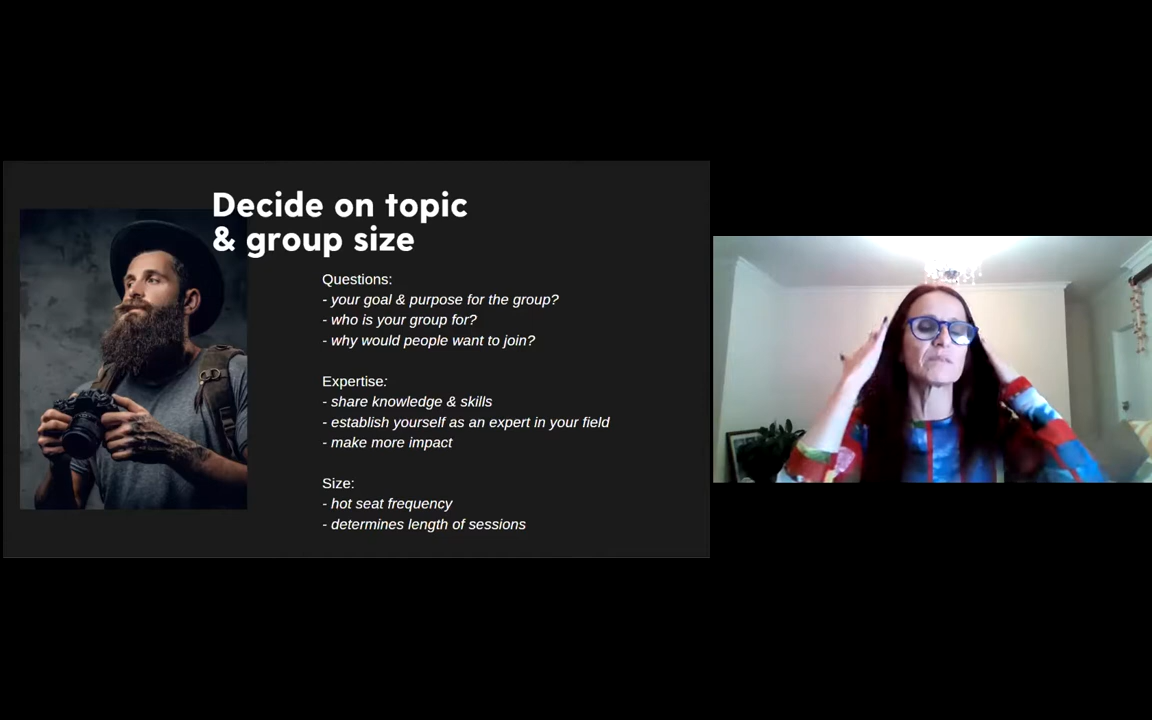 Decide on topic
& group size
Questions:
- your goal & purpose for the group?
- who is your group for?
- why would people want to join?
Expertise:
- share knowledge & skills
- establish yourself as an expert in your field
- make more impact
Size:
- hot seat frequency
- determines length of sessions